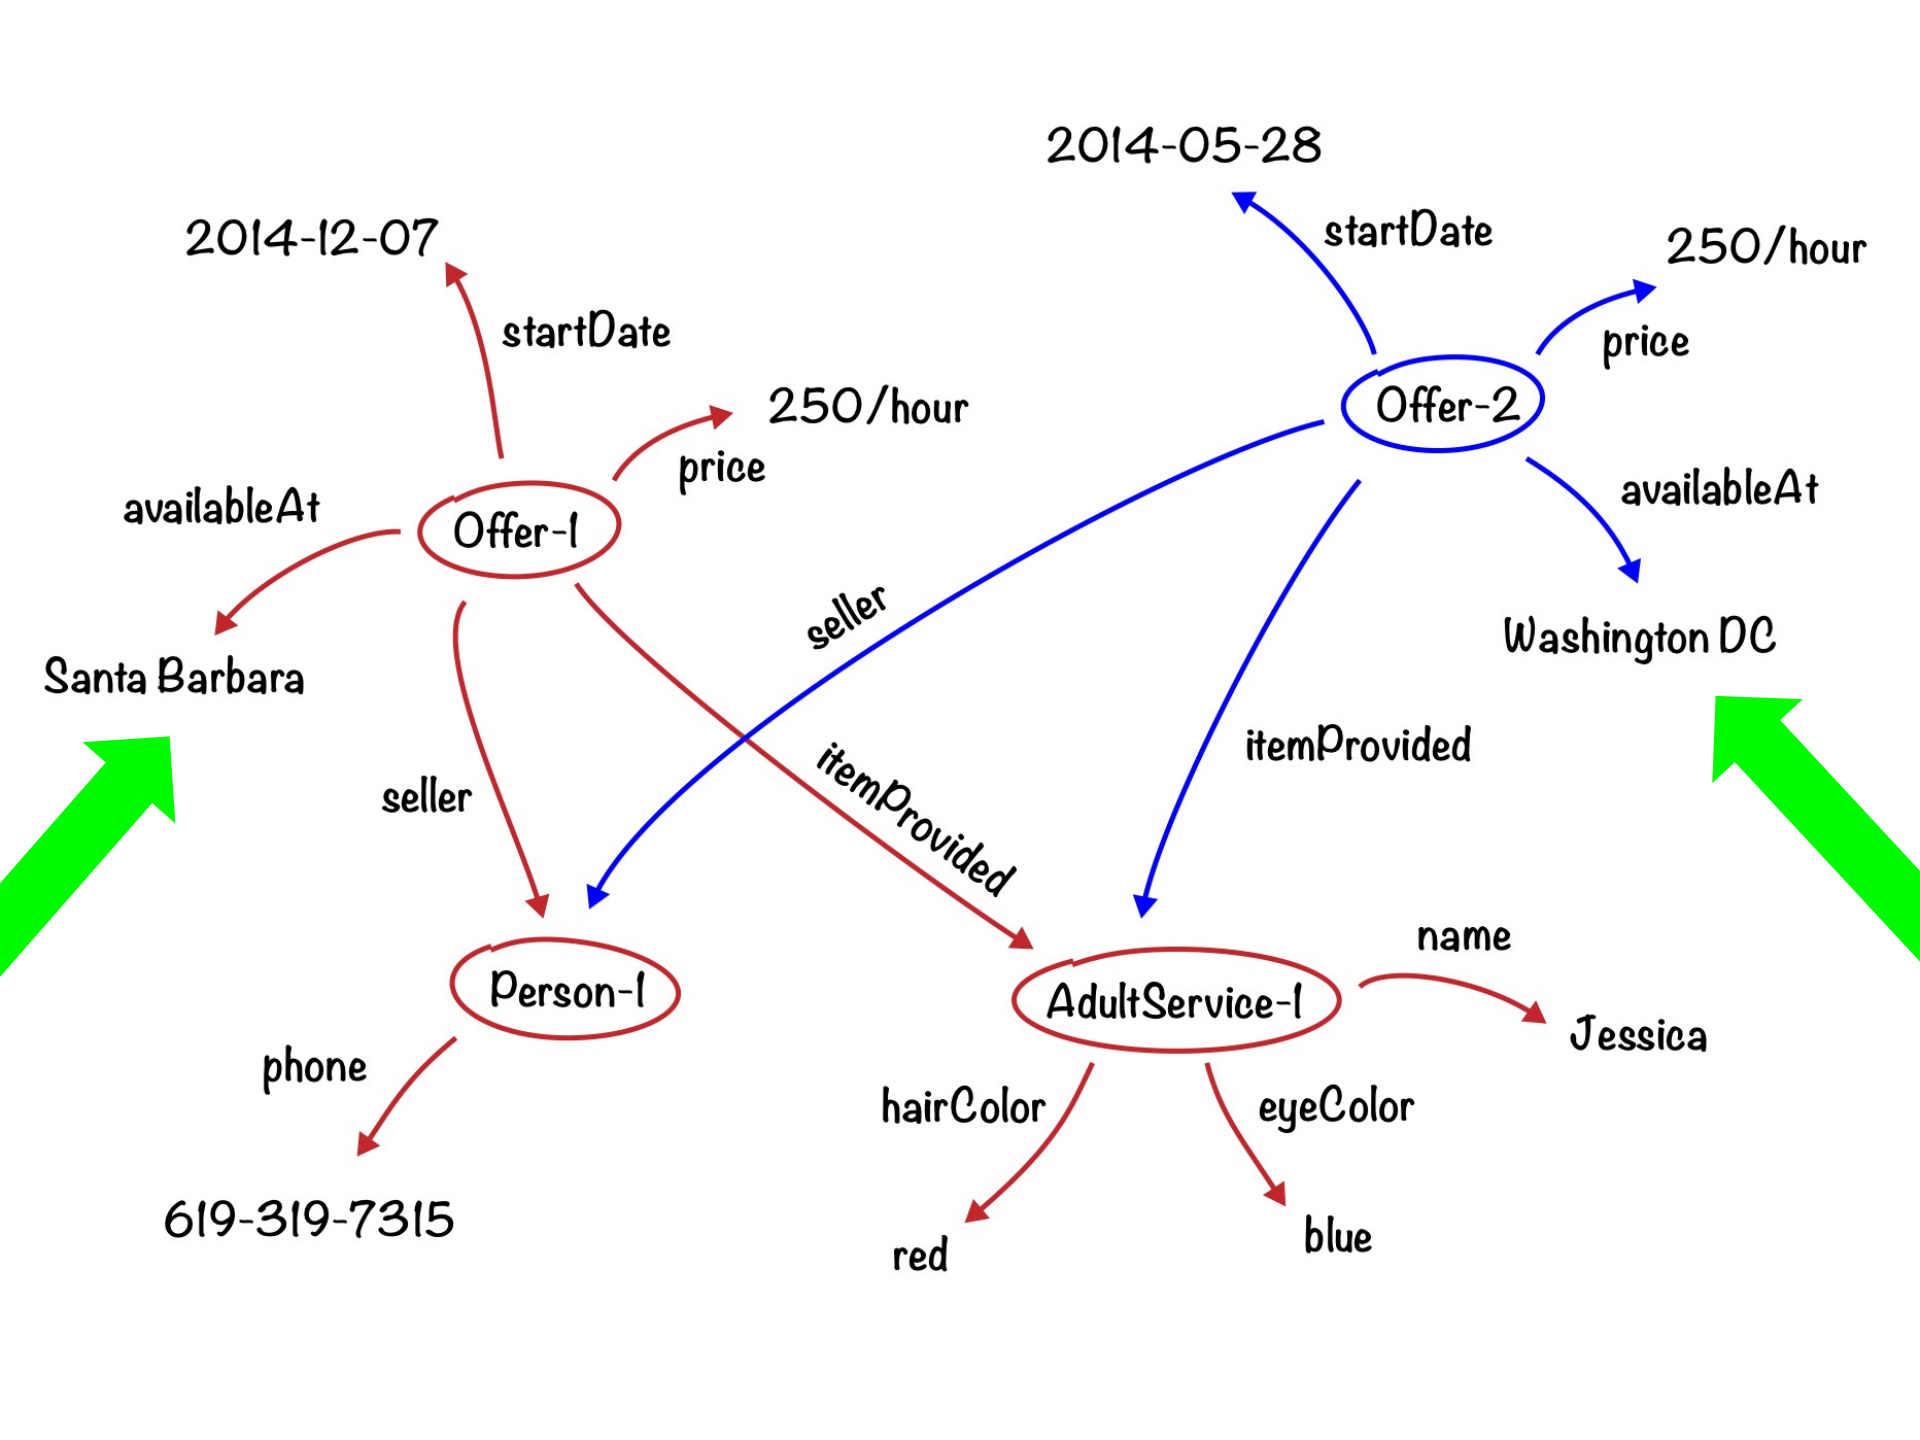 2014-05-28
startDate
250/hour
price
2014-12-07
startDate
250/hour
price
Offer-2
availableAt
availableAt
Offer-1
seller
Washington DC
Santa Barbara
itemProvided
seller
itemProvided
name
Person-1
AdultService-1
Jessica
phone
hairColor
eyeColor
619-319-7315
red
blue